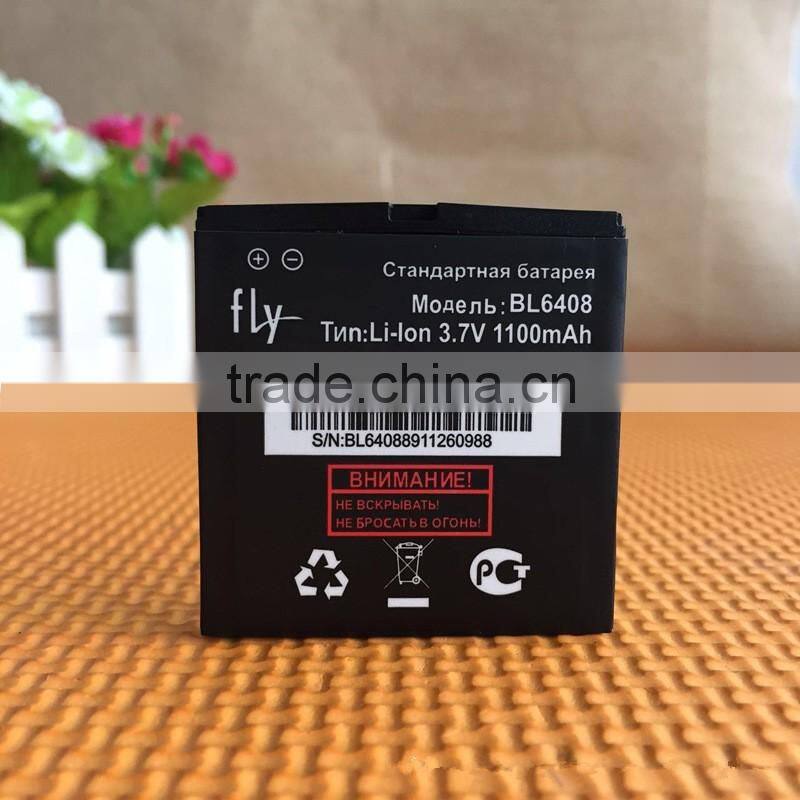 Стандартная батарея
fly
Модель: BL6408
Тип:Li-Ion 3.7V 1100mAh
trade.china.cn
S/N:BL64088911260988
ВНИМАНИЕ!
НЕ ВСКРЫВАТЬ!
НЕ БРОСАТЬ В ОГОНЬ!
РСТ